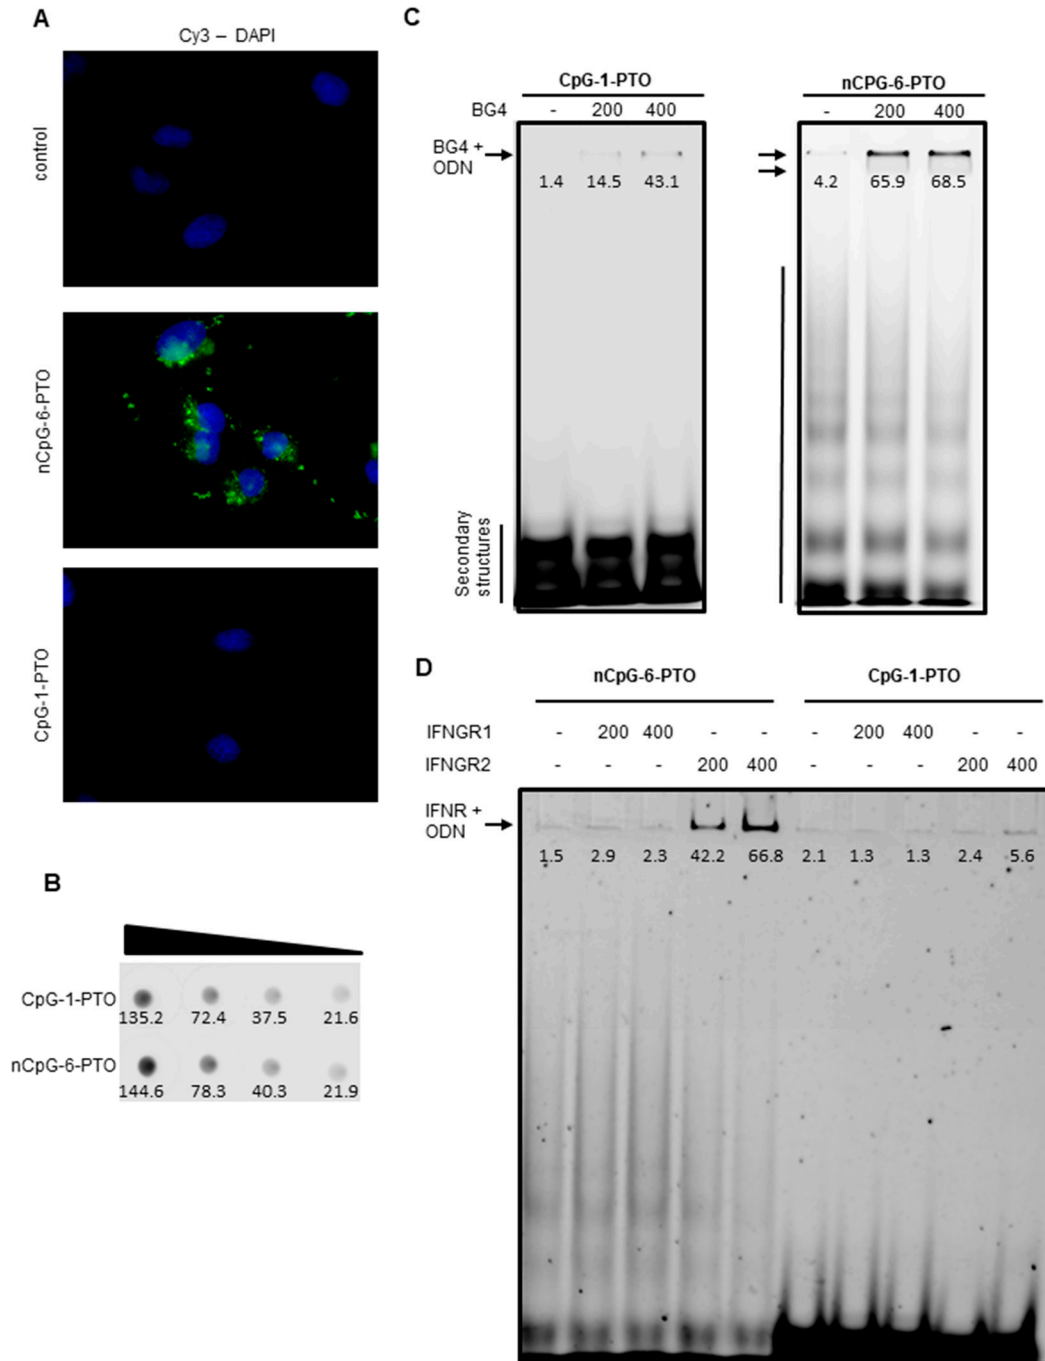 A
Cy3 – DAPI
control
nCpG-6-PTO
CpG-1-PTO
B
CpG-1-PTO
135.2 72.4 37.5 21.6
nCpG-6-PTO
144.6 78.3 40.3 21.9
C
CpG-1-PTO nCPG-6-PTO
BG4 - 200 400 - 200 400
BG4 +
ODN
1.4 14.5 43.1 4.2 65.9 68.5
Secondary
structures
D
nCpG-6-PTO CpG-1-PTO
IFNGR1 - 200 400 - - - 200 400 - -
IFNGR2 - - - 200 400 - - - 200 400
IFNR +
ODN
1.5 2.9 2.3 42.2 66.8 2.1 1.3 1.3 2.4 5.6